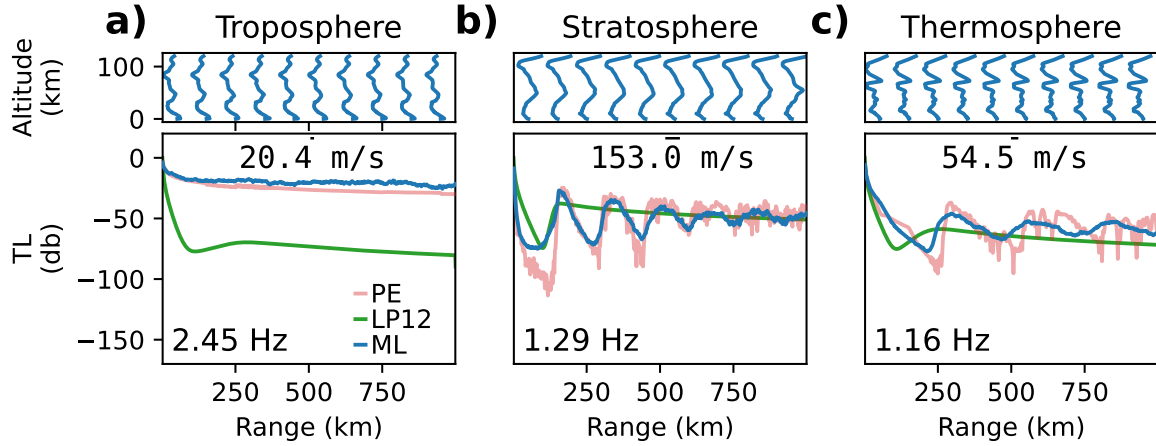 a) Troposphere
b) Stratosphere
c) Thermosphere
Altitude
(km)
100
0
20.4 m/s
153.0 m/s
54.5 m/s
TL
(db)
0
−50
−100
−150
PE
LP12
ML
2.45 Hz
1.29 Hz
1.16 Hz
250
500
750
250
500
750
250
500
750
Range (km)
Range (km)
Range (km)